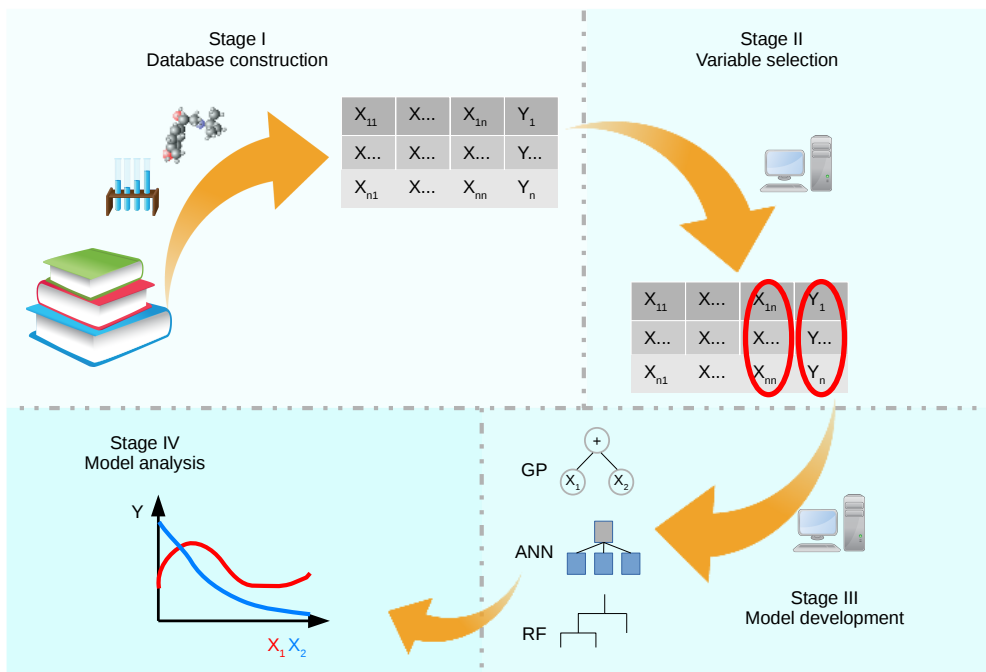 Stage I
Database construction
X11 X... X1n Y1
X... X... X... Y...
Xn1 X... Xnn Yn
Stage II
Variable selection
X11 X... X1n Y1
X... X... X... Y...
Xn1 X... Xnn Yn
Stage III
Model development
GP
+
X1 X2
ANN
RF
Stage IV
Model analysis
Y
X1 X2